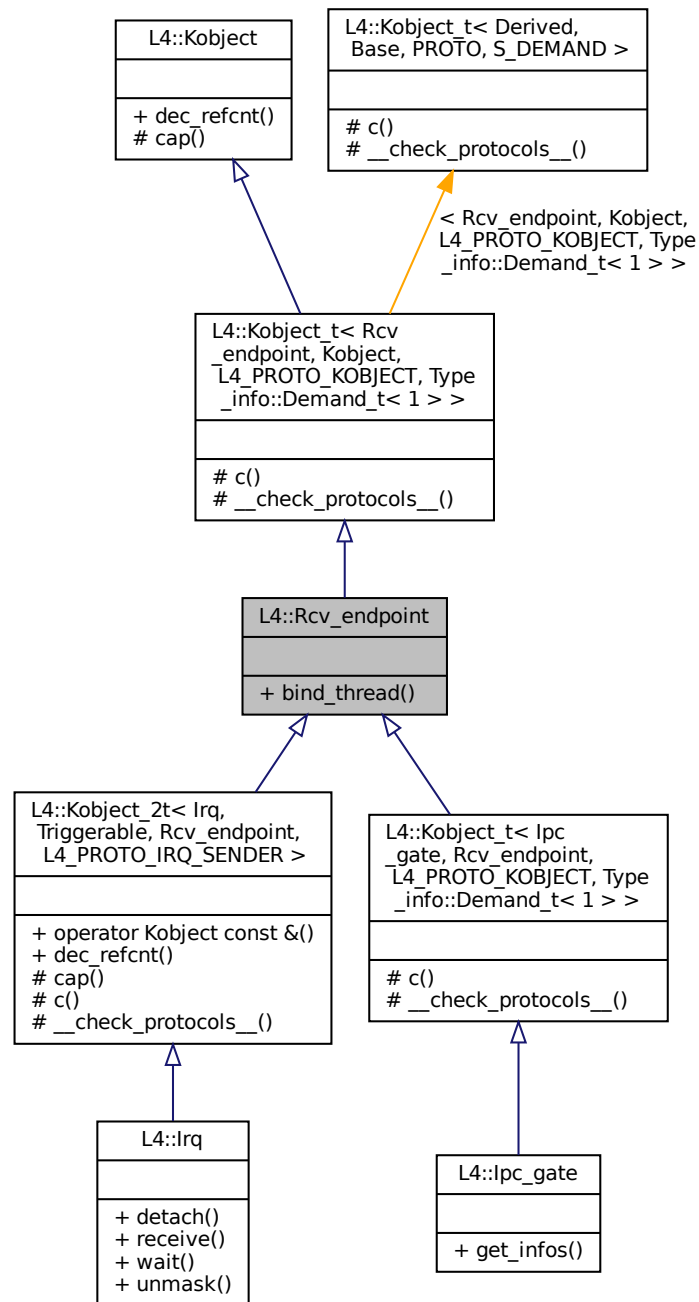 L4::Kobject
+ dec_refcnt()
# cap()
L4::Kobject_t< Derived,
Base, PROTO, S_DEMAND >
# c()
# __check_protocols__()
< Rcv_endpoint, Kobject,
L4_PROTO_KOBJECT, Type
_info::Demand_t< 1 > >
L4::Kobject_t< Rcv
_endpoint, Kobject,
L4_PROTO_KOBJECT, Type
_info::Demand_t< 1 > >
# c()
# __check_protocols__()
L4::Rcv_endpoint
+ bind_thread()
L4::Kobject_2t< Irq,
Triggerable, Rcv_endpoint,
L4_PROTO_IRQ_SENDER >
+ operator Kobject const &()
+ dec_refcnt()
# cap()
# c()
# __check_protocols__()
L4::Kobject_t< Ipc
_gate, Rcv_endpoint,
L4_PROTO_KOBJECT, Type
_info::Demand_t< 1 > >
# c()
# __check_protocols__()
L4::Irq
+ detach()
+ receive()
+ wait()
+ unmask()
L4::Ipc_gate
+ get_infos()